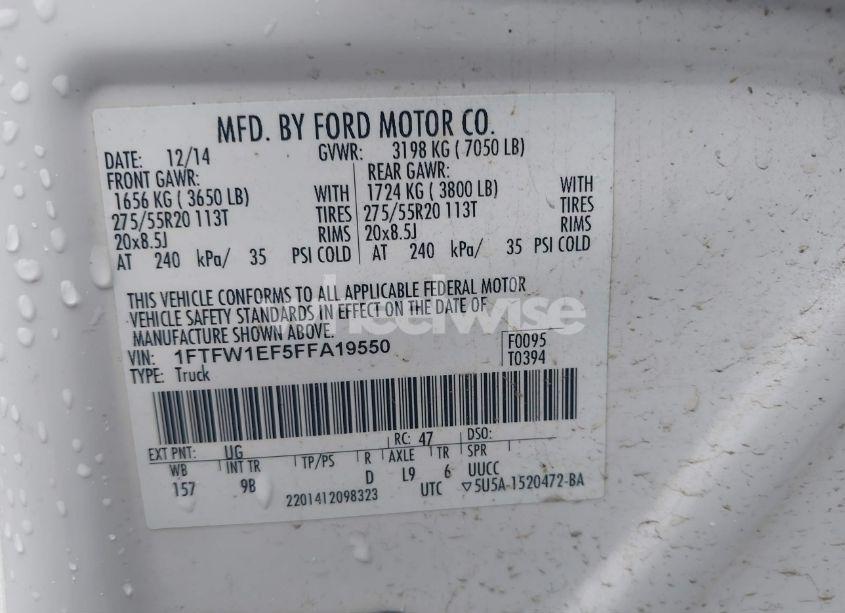 MFD. BY FORD MOTOR CO.
DATE: 12/14 GVWR: 3198 KG ( 7050 LB)
FRONT GAWR: REAR GAWR:
1656 KG ( 3650 LB) WITH 1724 KG ( 3800 LB) WITH
275/55R20 113T TIRES 275/55R20 113T TIRES
20x8.5J RIMS 20x8.5J RIMS
AT 240 kPa/ 35 PSI COLD AT 240 kPa/ 35 PSI COLD
THIS VEHICLE CONFORMS TO ALL APPLICABLE FEDERAL MOTOR
VEHICLE SAFETY STANDARDS IN EFFECT ON THE DATE OF
MANUFACTURE SHOWN ABOVE.
wheelwise
VIN: 1FTFW1EF5FFA19550 F0095
TYPE: Truck T0394
EXT PNT: UG RC: 47 DSO:
WB INT TR TP/PS R AXLE TR SPR
157 9B D L9 6 UUCC
2201412098323 UTC ▽5U5A-1520472-BA